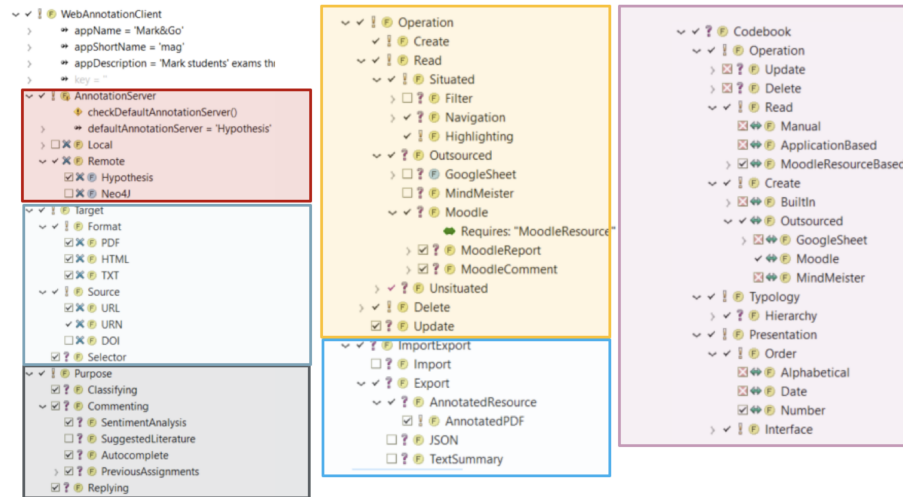 WebAnnotationClient
appName = 'Mark&Go'
appShortName = 'mag'
appDescription = 'Mark students' exams thr
key = ''
AnnotationServer
checkDefaultAnnotationServer()
defaultAnnotationServer = 'Hypothesis'
Local
Remote
Hypothesis
Neo4J
Target
Format
PDF
HTML
TXT
Source
URL
URN
DOI
Selector
Purpose
Classifying
Commenting
SentimentAnalysis
SuggestedLiterature
Autocomplete
PreviousAssignments
Replying
Operation
Create
Read
Situated
Filter
Navigation
Highlighting
Outsourced
GoogleSheet
MindMeister
Moodle
Requires: "MoodleResource"
MoodleReport
MoodleComment
Unsituated
Delete
Update
ImportExport
Import
Export
AnnotatedResource
AnnotatedPDF
JSON
TextSummary
Codebook
Operation
Update
Delete
Read
Manual
ApplicationBased
MoodleResourceBased
Create
BuiltIn
Outsourced
GoogleSheet
Moodle
MindMeister
Typology
Hierarchy
Presentation
Order
Alphabetical
Date
Number
Interface